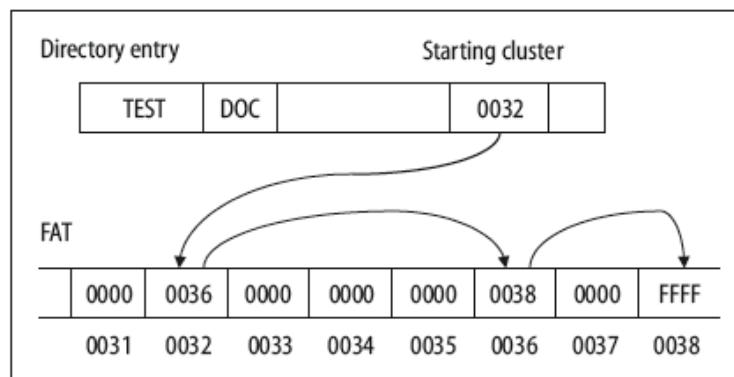 Directory entry Starting cluster
TEST DOC 0032
FAT
0000 0036 0000 0000 0000 0038 0000 FFFF
0031 0032 0033 0034 0035 0036 0037 0038